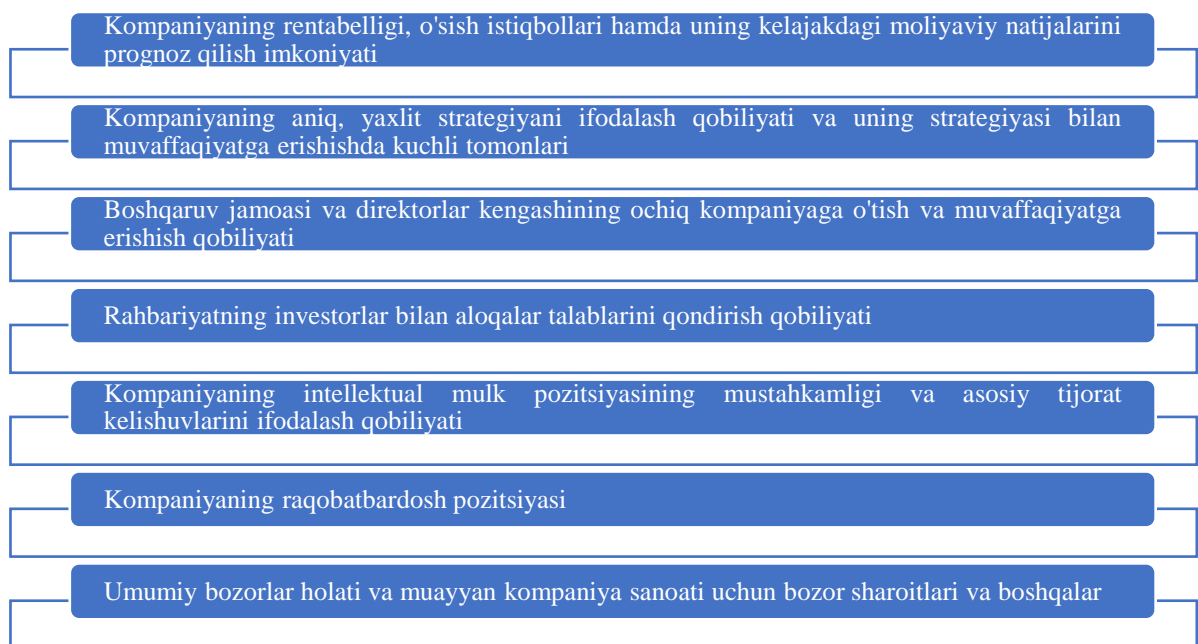 Kompaniyaning rentabelligi, o'sish istiqbollari hamda uning kelajakdagi moliyaviy natijalarini
prognoz qilish imkoniyati
Kompaniyaning aniq, yaxlit strategiyani ifodalash qobiliyati va uning strategiyasi bilan
muvaffaqiyatga erishishda kuchli tomonlari
Boshqaruv jamoasi va direktorlar kengashining ochiq kompaniyaga o'tish va muvaffaqiyatga
erishish qobiliyati
Rahbariyatning investorlar bilan aloqalar talablarini qondirish qobiliyati
Kompaniyaning intellektual mulk pozitsiyasining mustahkamligi va asosiy tijorat
kelishuvlarini ifodalash qobiliyati
Kompaniyaning raqobatbardosh pozitsiyasi
Umumiy bozorlar holati va muayyan kompaniya sanoati uchun bozor sharoitlari va boshqalar